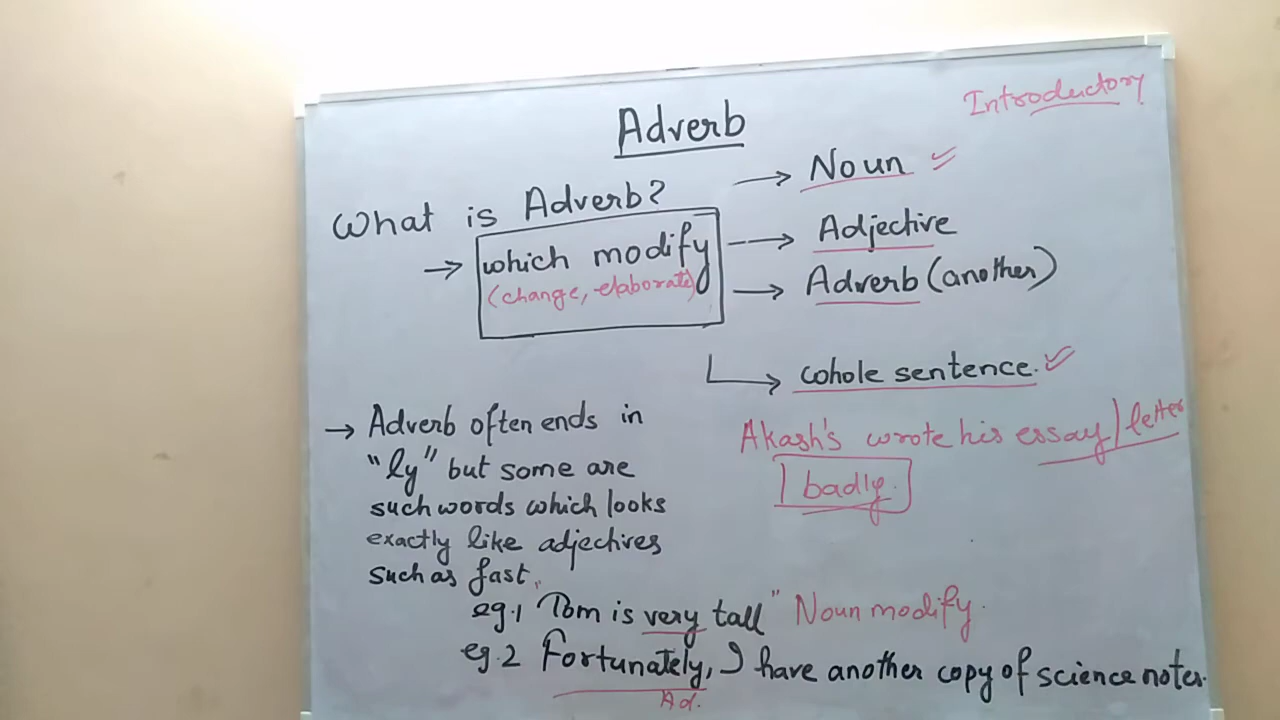 Introductory
Adverb
What is Adverb?
→ which modify
(change, elaborate)
→ Noun
→ Adjective
→ Adverb (another)
→ whole sentence.
Akash's wrote his essay/letter
badly.
→ Adverb often ends in
"ly" but some are
such words which looks
exactly like adjectives
such as fast
eg.1 Tom is very tall" Noun modify.
eg.2 Fortunately, I have another copy of science notes.
Ad.